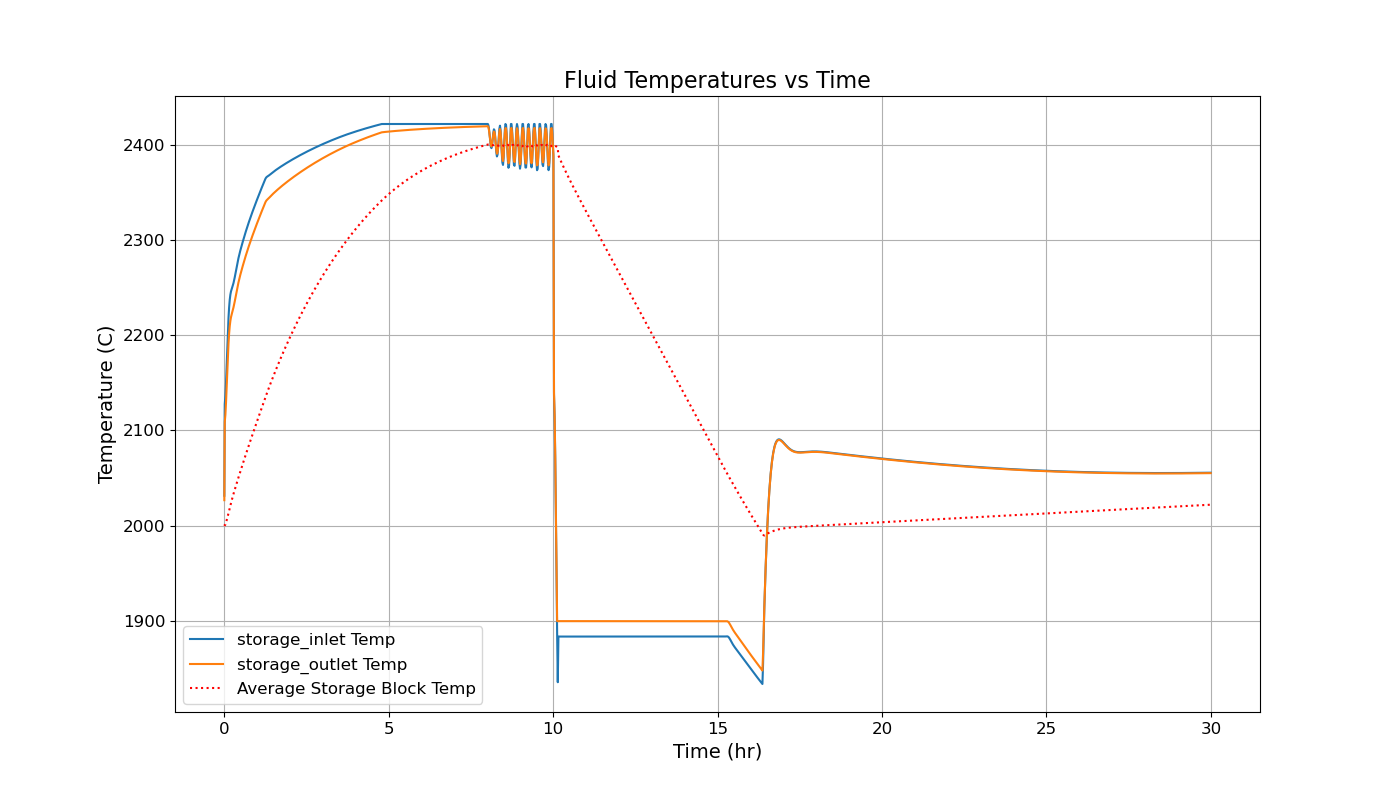 Fluid Temperatures vs Time
Temperature (C)
2400
2300
2200
2100
2000
1900
storage_inlet Temp
storage_outlet Temp
Average Storage Block Temp
0 5 10 15 20 25 30
Time (hr)